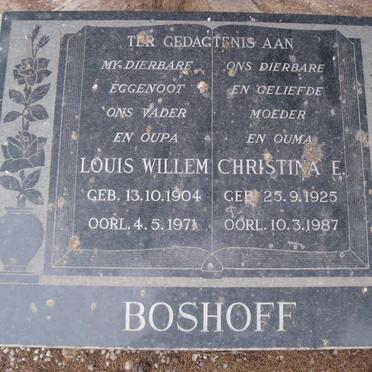 TER GEDAGTENIS AAN
MY DIERBARE
EGGENOOT
ONS VADER
EN OUPA
LOUIS WILLEM
GEB. 13.10.1904
OORL. 4.5.1971
ONS DIERBARE
EN GELIEFDE
MOEDER
EN OUMA
CHRISTINA E.
GEB. 25.9.1925
OORL. 10.3.1987
BOSHOFF